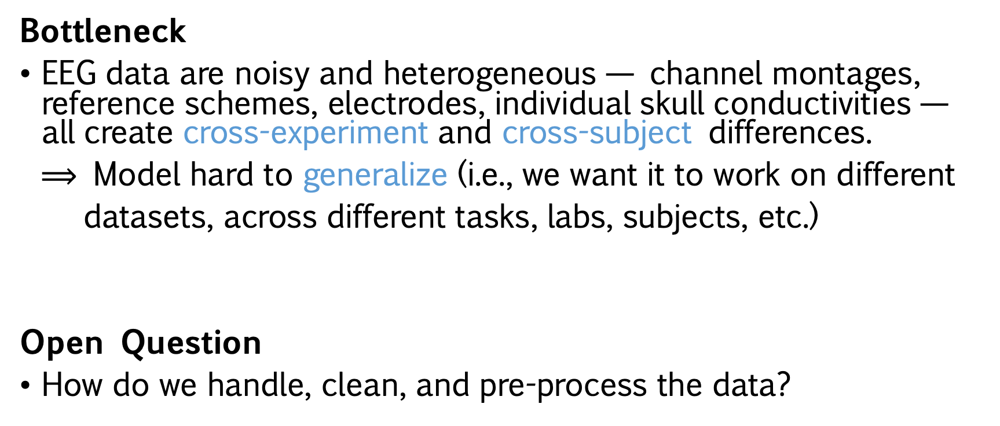 Bottleneck
• EEG data are noisy and heterogeneous — channel montages,
reference schemes, electrodes, individual skull conductivities —
all create cross-experiment and cross-subject differences.
⟹ Model hard to generalize (i.e., we want it to work on different
datasets, across different tasks, labs, subjects, etc.)
Open Question
• How do we handle, clean, and pre-process the data?